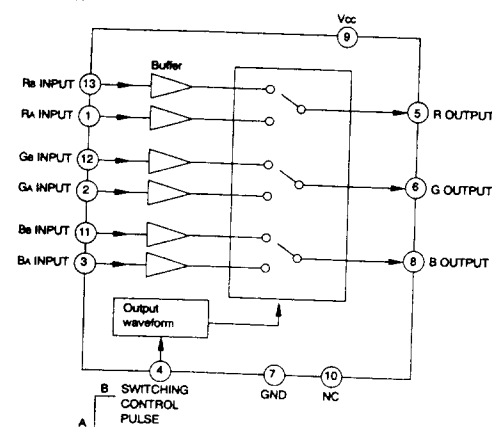 Vcc
9
Buffer
RB INPUT 13
RA INPUT 1
5 R OUTPUT
GB INPUT 12
GA INPUT 2
6 G OUTPUT
BB INPUT 11
BA INPUT 3
8 B OUTPUT
Output
waveform
4 7 10
B SWITCHING GND NC
CONTROL
A PULSE